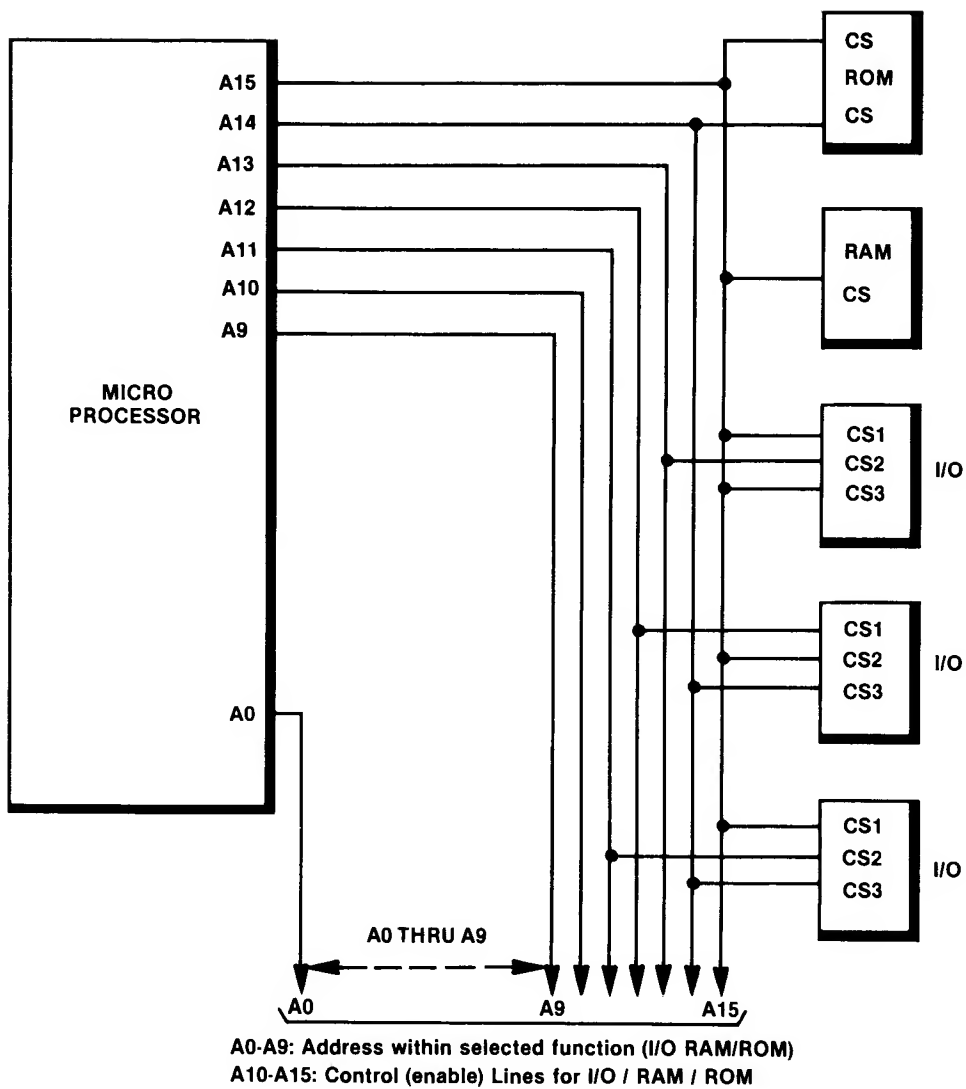 A15
A14
A13
A12
A11
A10
A9
MICRO
PROCESSOR
A0
CS
ROM
CS
RAM
CS
CS1
CS2
CS3
I/O
CS1
CS2
CS3
I/O
CS1
CS2
CS3
I/O
A0 THRU A9
A0 A9 A15
A0-A9: Address within selected function (I/O RAM/ROM)
A10-A15: Control (enable) Lines for I/O / RAM / ROM